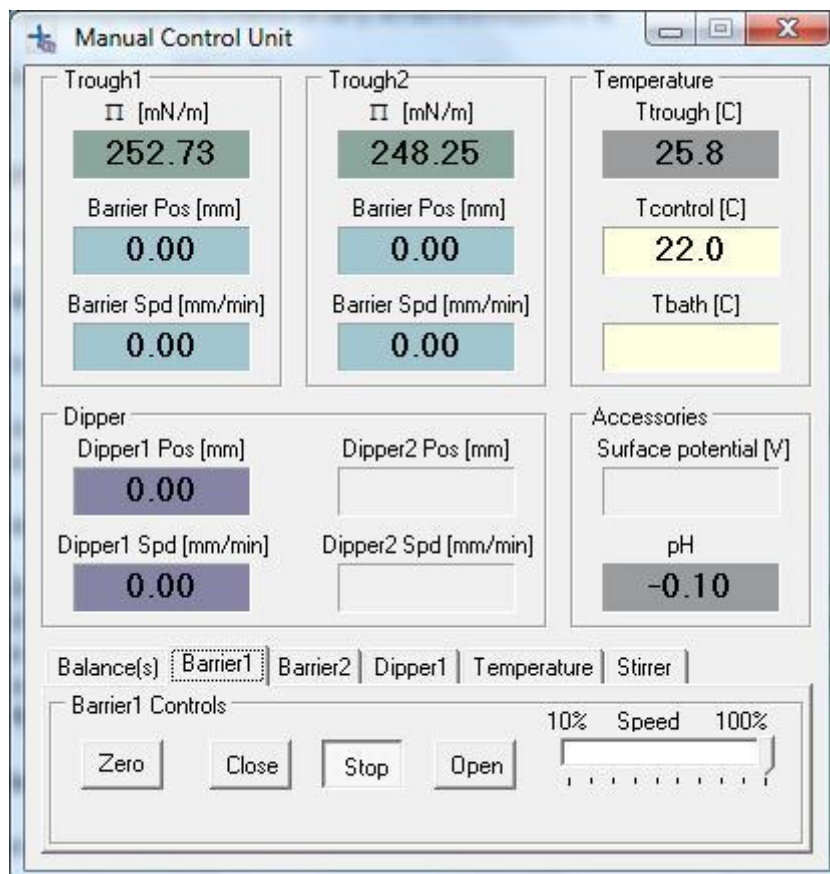 Manual Control Unit
Trough1 Trough2 Temperature
Π [mN/m] Π [mN/m] Ttrough [C]
252.73 248.25 25.8
Barrier Pos [mm] Barrier Pos [mm] Tcontrol [C]
0.00 0.00 22.0
Barrier Spd [mm/min] Barrier Spd [mm/min] Tbath [C]
0.00 0.00
Dipper Accessories
Dipper1 Pos [mm] Dipper2 Pos [mm] Surface potential [V]
0.00
Dipper1 Spd [mm/min] Dipper2 Spd [mm/min] pH
0.00 -0.10
Balance(s) Barrier1 Barrier2 Dipper1 Temperature Stirrer
Barrier1 Controls
10% Speed 100%
Zero Close Stop Open